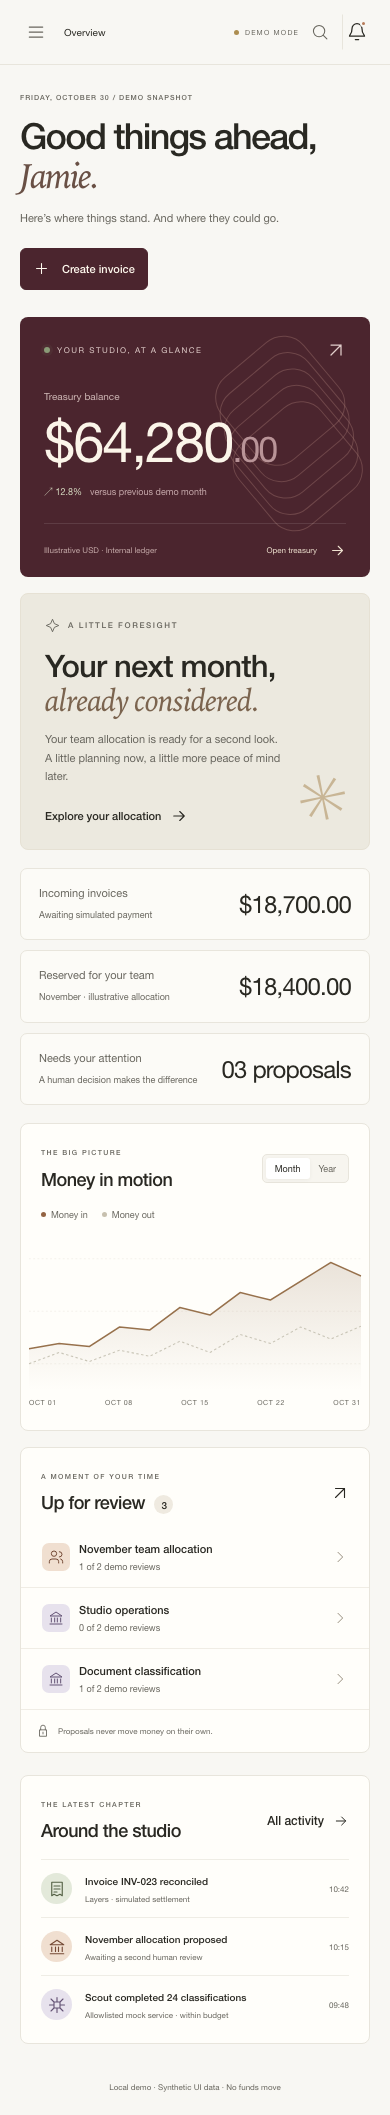 Overview
DEMO MODE
FRIDAY, OCTOBER 30 / DEMO SNAPSHOT
Good things ahead,
Jamie.
Here's where things stand. And where they could go.
Create invoice
YOUR STUDIO, AT A GLANCE
Treasury balance
$64,280.00
12.8% versus previous demo month
Illustrative USD · Internal ledger
Open treasury
A LITTLE FORESIGHT
Your next month,
already considered.
Your team allocation is ready for a second look.
A little planning now, a little more peace of mind
later.
Explore your allocation
Incoming invoices
Awaiting simulated payment
$18,700.00
Reserved for your team
November · illustrative allocation
$18,400.00
Needs your attention
A human decision makes the difference
03 proposals
THE BIG PICTURE
Money in motion
Month Year
Money in Money out
OCT 01 OCT 08 OCT 15 OCT 22 OCT 31
A MOMENT OF YOUR TIME
Up for review 3
November team allocation
1 of 2 demo reviews
Studio operations
0 of 2 demo reviews
Document classification
1 of 2 demo reviews
Proposals never move money on their own.
THE LATEST CHAPTER
Around the studio
All activity
Invoice INV-023 reconciled
Layers · simulated settlement
10:42
November allocation proposed
Awaiting a second human review
10:15
Scout completed 24 classifications
Allowlisted mock service · within budget
09:48
Local demo · Synthetic UI data · No funds move